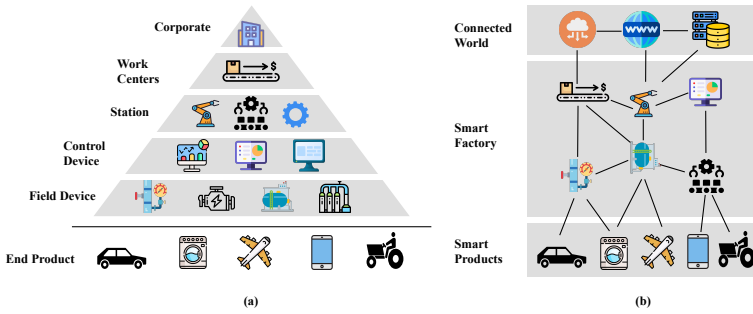 Corporate
Work
Centers
Station
Control
Device
Field Device
End Product
(a)
Connected
World
WWW
Smart
Factory
Smart
Products
(b)
$
$